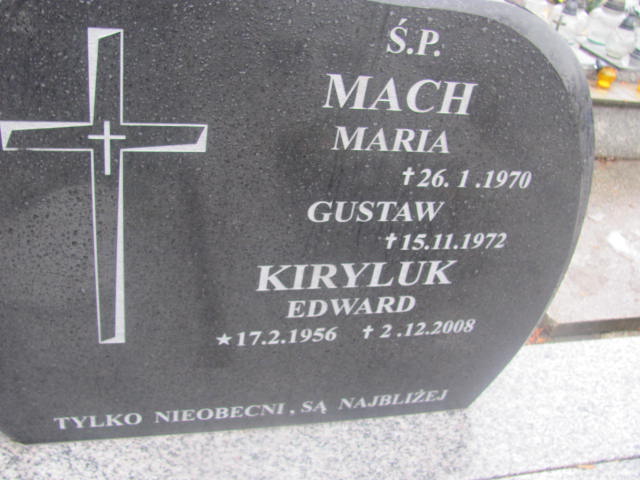 Ś.P.
MACH
MARIA
✝26.1.1970
GUSTAW
✝15.11.1972
KIRYLUK
EDWARD
★17.2.1956 ✝2.12.2008
TYLKO NIEOBECNI, SĄ NAJBLIŻEJ